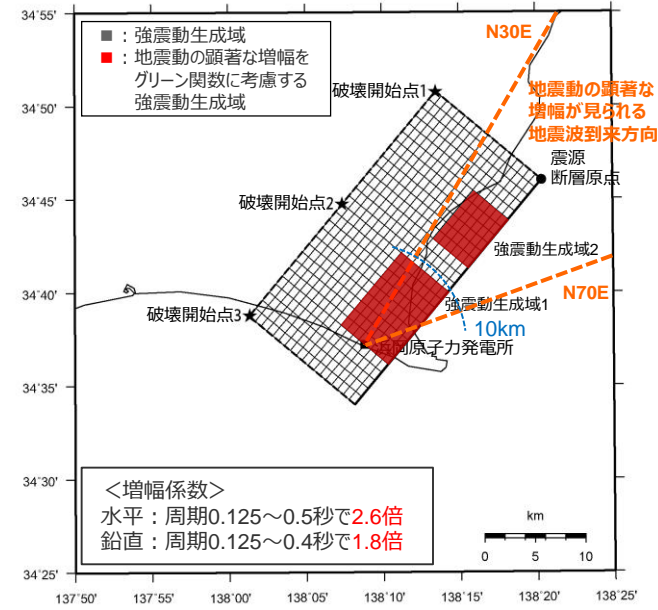 ■：強震動生成域
■：地震動の顕著な増幅を
グリーン関数に考慮する
強震動生成域
N30E
地震動の顕著な
増幅が見られる
地震波到来方向
破壊開始点1
震源
断層原点
破壊開始点2
強震動生成域2
N70E
強震動生成域1
破壊開始点3
10km
浜岡原子力発電所
＜増幅係数＞
水平：周期0.125～0.5秒で2.6倍
鉛直：周期0.125～0.4秒で1.8倍
km
0 5 10
34°50'
34°45'
34°40'
34°35'
34°30'
34°25'
137°50' 137°55' 138°00' 138°05' 138°10' 138°15' 138°20' 138°25'